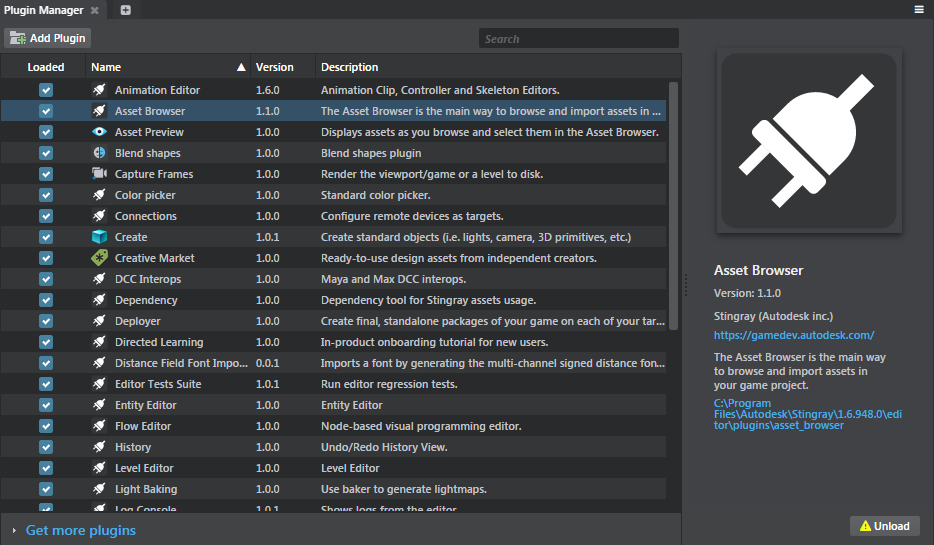 Plugin Manager
Add Plugin
Search
Loaded Name Version Description
Animation Editor 1.6.0 Animation Clip, Controller and Skeleton Editors.
Asset Browser 1.1.0 The Asset Browser is the main way to browse and import assets in ...
Asset Preview 1.0.0 Displays assets as you browse and select them in the Asset Browser.
Blend shapes 1.0.0 Blend shapes plugin
Capture Frames 1.0.0 Render the viewport/game or a level to disk.
Color picker 1.0.0 Standard color picker.
Connections 1.0.0 Configure remote devices as targets.
Create 1.0.1 Create standard objects (i.e. lights, camera, 3D primitives, etc.)
Creative Market 1.0.0 Ready-to-use design assets from independent creators.
DCC Interops 1.0.0 Maya and Max DCC interops.
Dependency 1.0.0 Dependency tool for Stingray assets usage.
Deployer 1.0.0 Create final, standalone packages of your game on each of your tar...
Directed Learning 1.0.0 In-product onboarding tutorial for new users.
Distance Field Font Impo... 0.0.1 Imports a font by generating the multi-channel signed distance fon...
Editor Tests Suite 1.0.1 Run editor regression tests.
Entity Editor 1.0.0 Entity Editor
Flow Editor 1.0.0 Node-based visual programming editor.
History 1.0.0 Undo/Redo History View.
Level Editor 1.0.0 Level Editor
Light Baking 1.0.0 Use baker to generate lightmaps.
Log Console 1.0.1 Shows logs from the editor
Get more plugins
Asset Browser
Version: 1.1.0
Stingray (Autodesk inc.)
https://gamedev.autodesk.com/
The Asset Browser is the main way
to browse and import assets in
your game project.
C:\Program
Files\Autodesk\Stingray\1.6.948.0\edi
tor\plugins\asset_browser
Unload